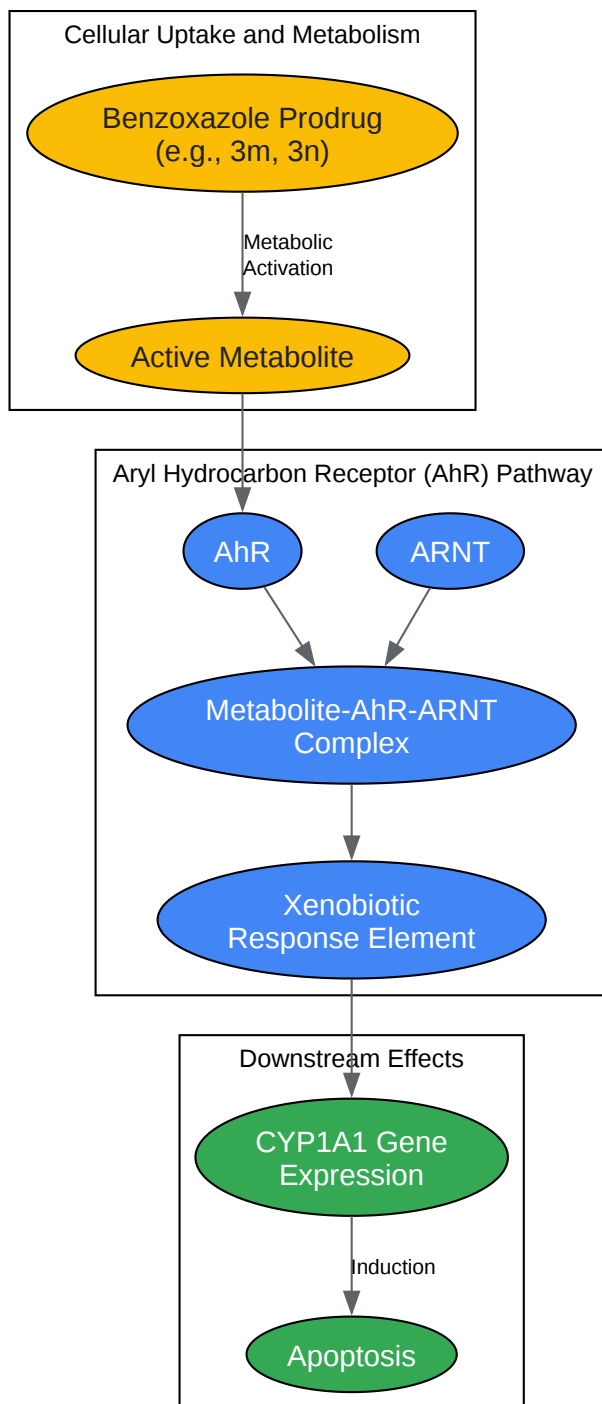 Cellular Uptake and Metabolism
Benzoxazole Prodrug
(e.g., 3m, 3n)
Metabolic
Activation
Active Metabolite
Aryl Hydrocarbon Receptor (AhR) Pathway
AhR
ARNT
Metabolite-AhR-ARNT
Complex
Xenobiotic
Response Element
Downstream Effects
CYP1A1 Gene
Expression
Induction
Apoptosis